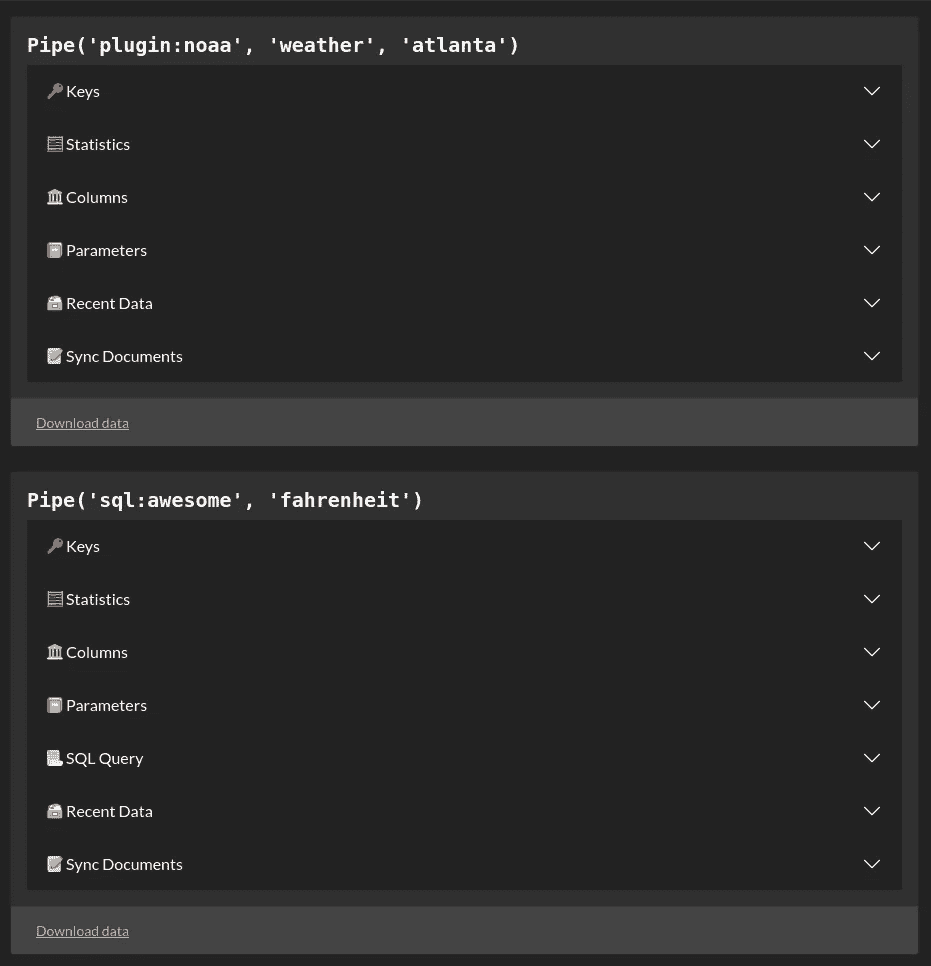 Pipe('plugin:noaa', 'weather', 'atlanta')
Keys
Statistics
Columns
Parameters
Recent Data
Sync Documents
Download data
Pipe('sql:awesome', 'fahrenheit')
Keys
Statistics
Columns
Parameters
SQL Query
Recent Data
Sync Documents
Download data